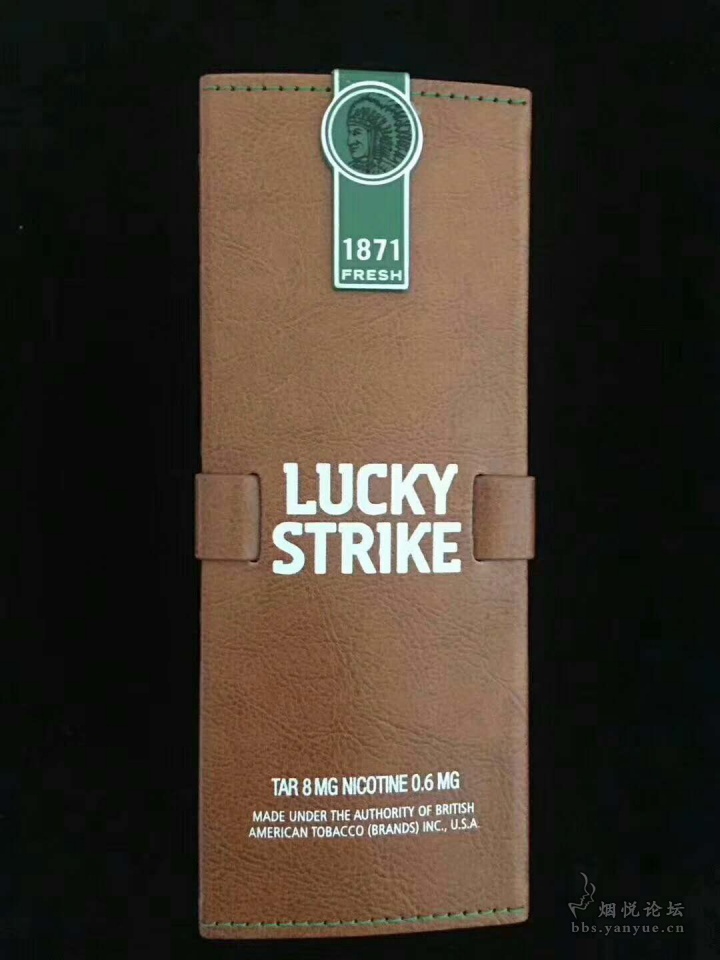 1871
FRESH
LUCKY
STRIKE
TAR 8 MG NICOTINE 0.6 MG
MADE UNDER THE AUTHORITY OF BRITISH
AMERICAN TOBACCO (BRANDS) INC., U.S.A.
烟悦论坛
bbs.yanyue.cn